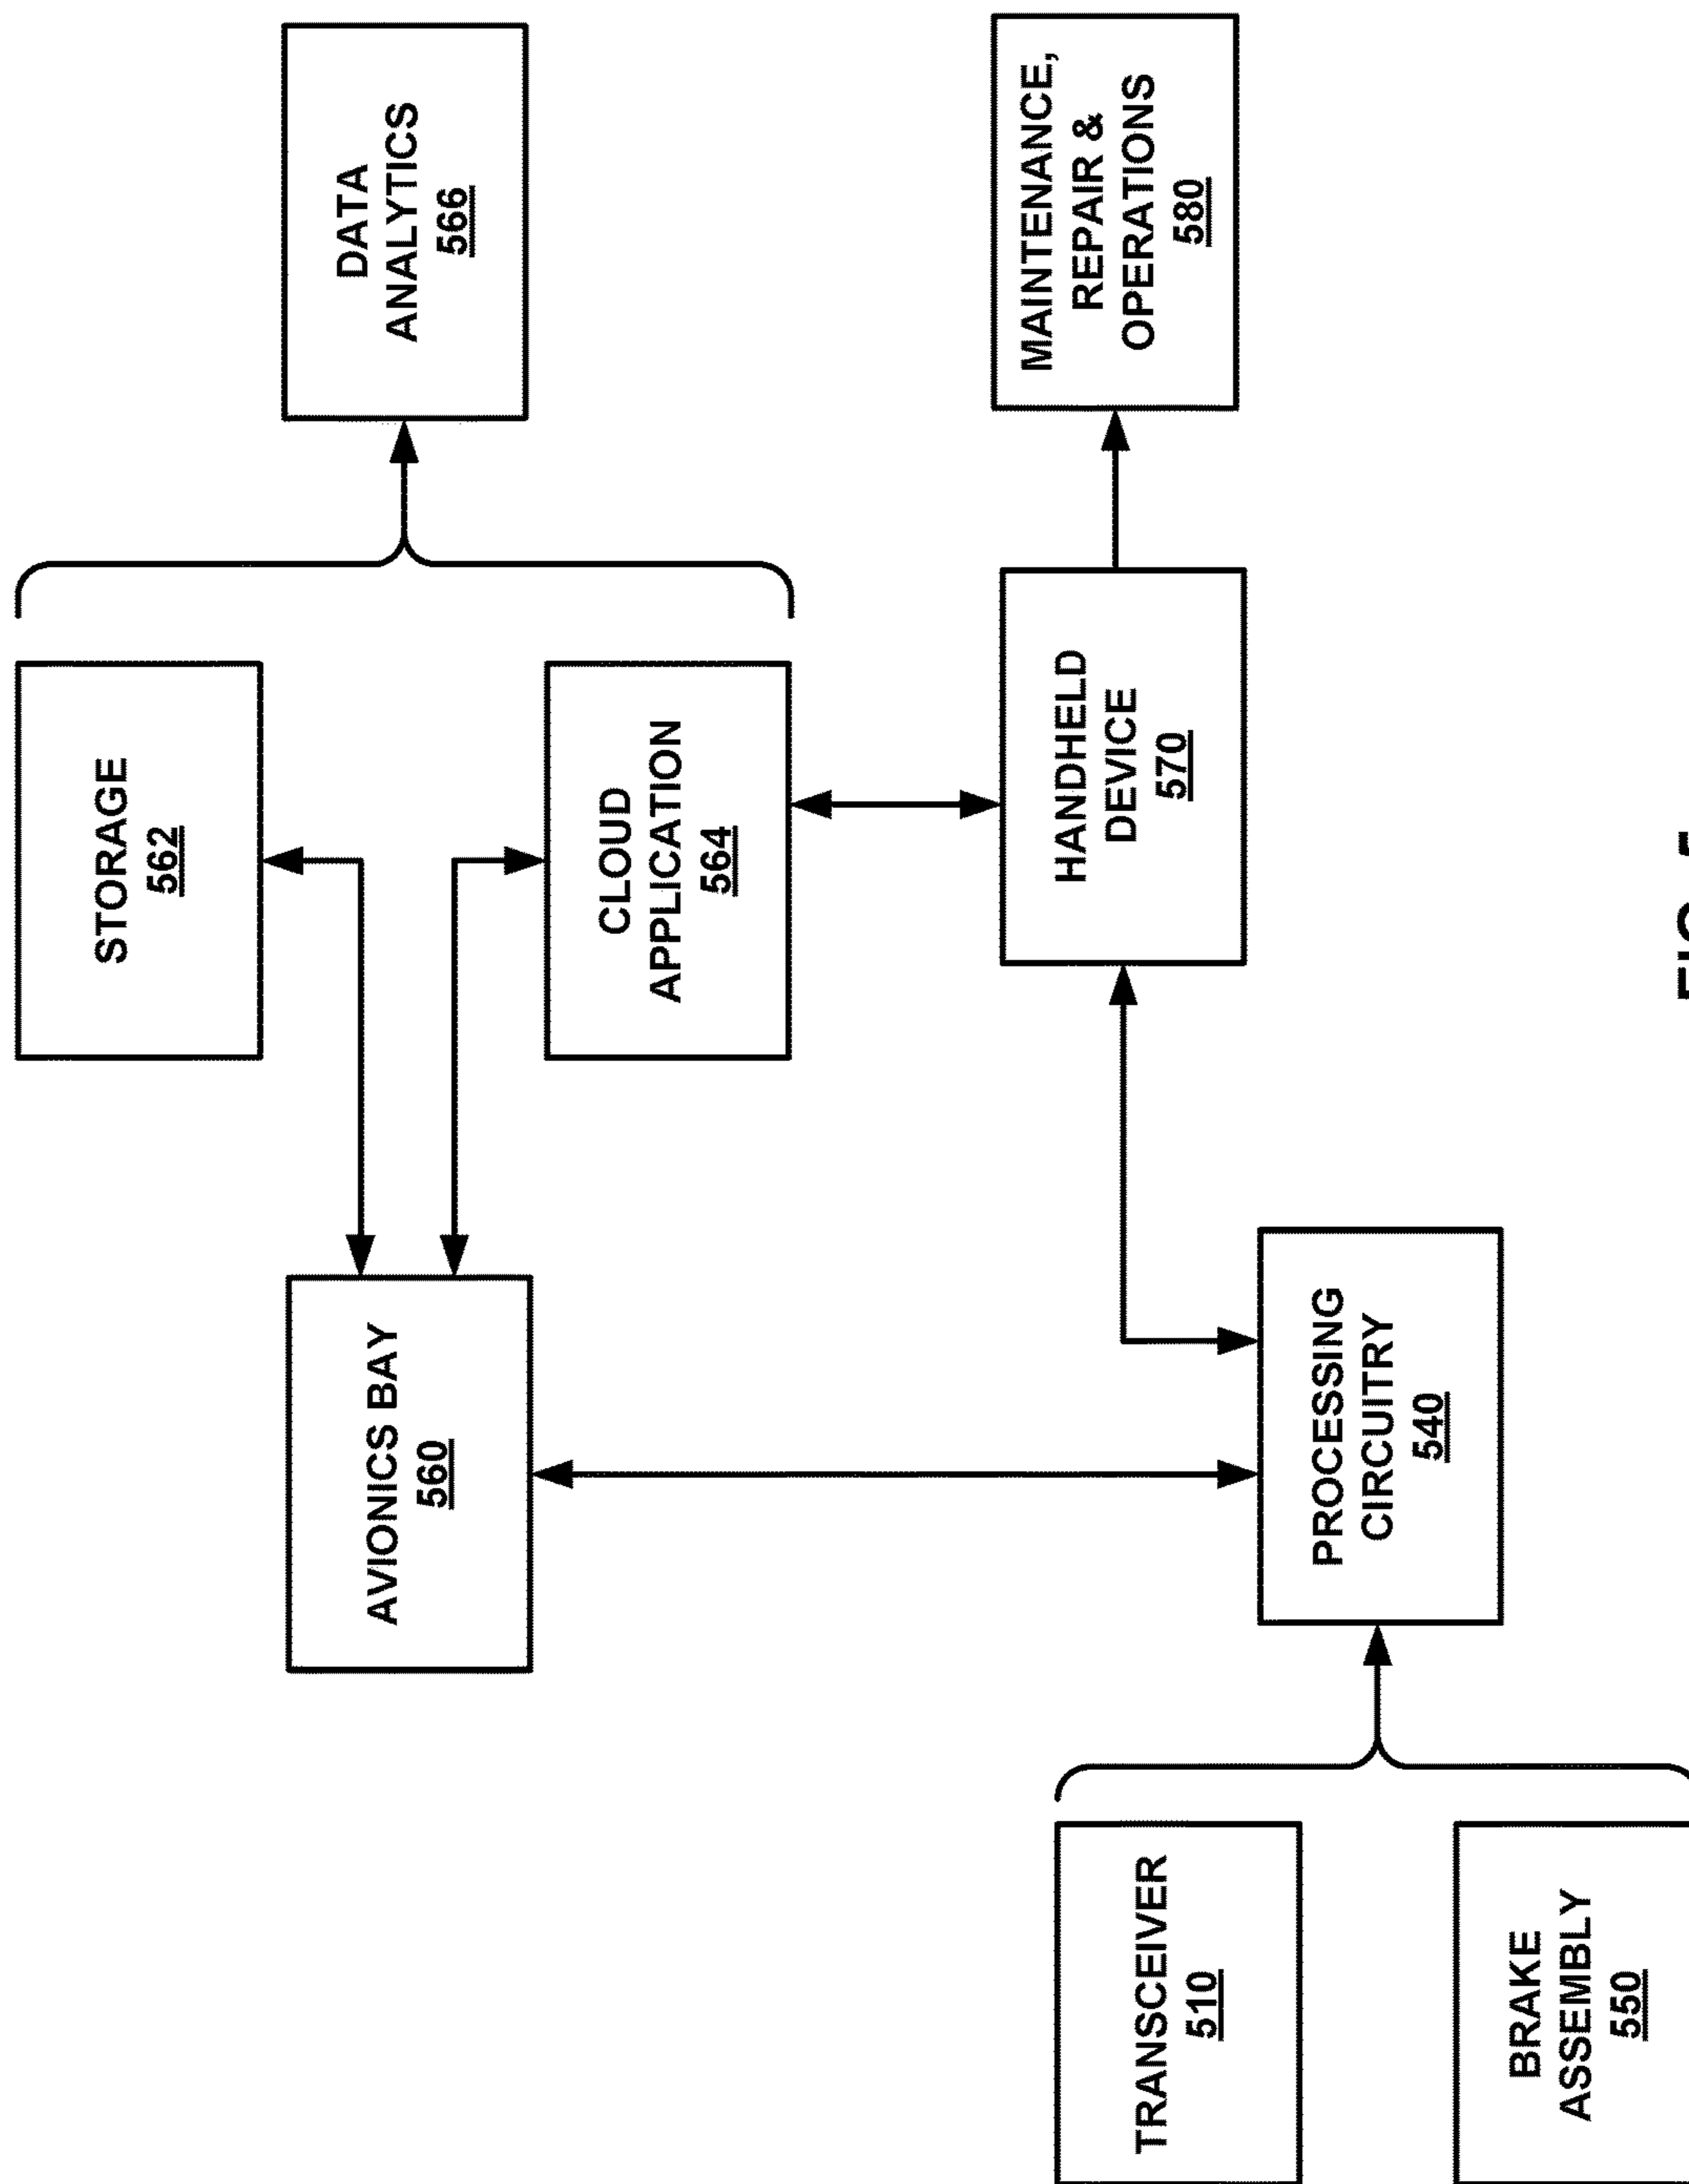 STORAGE
562
AVIONICS BAY
560
DATA
ANALYTICS
566
CLOUD
APPLICATION
564
TRANSCEIVER
510
HANDHELD
DEVICE
570
MAINTENANCE,
REPAIR &
OPERATIONS
580
PROCESSING
CIRCUITRY
540
BRAKE
ASSEMBLY
550